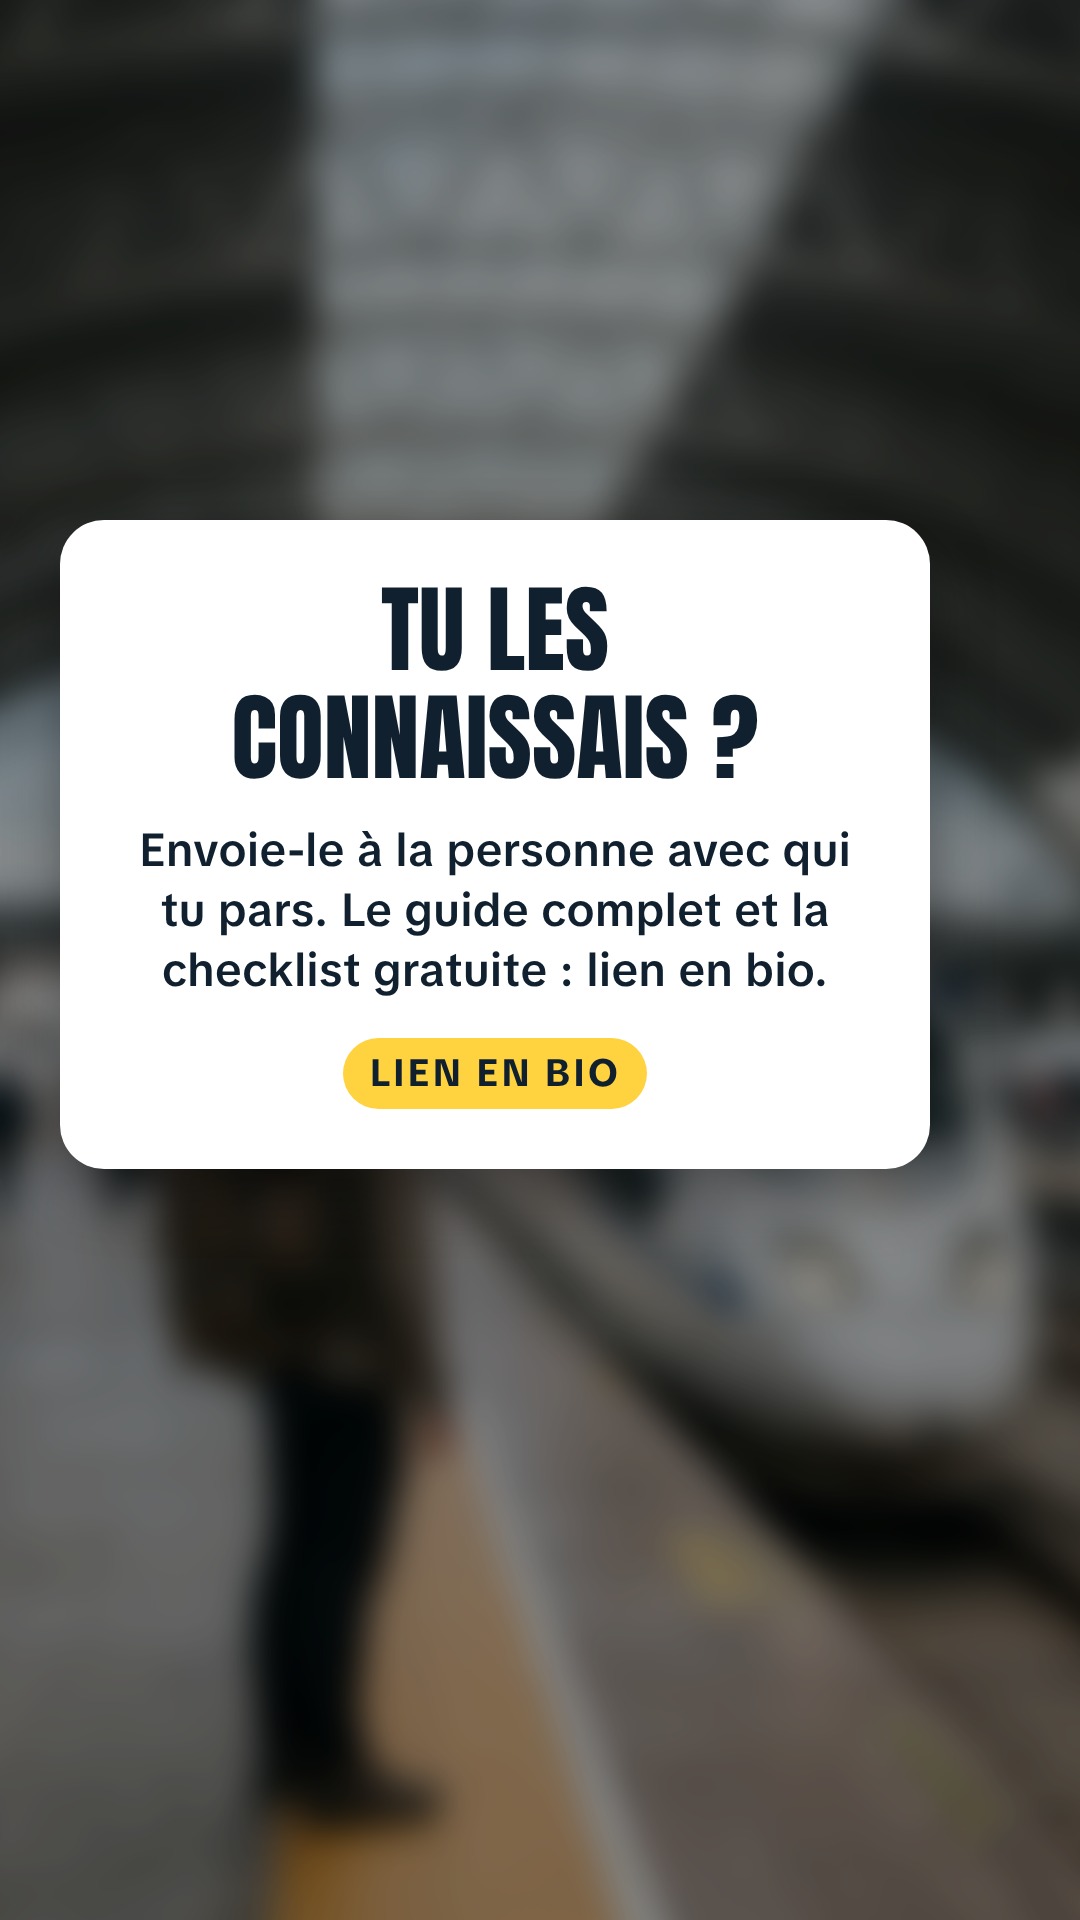 TU LES
CONNAISSAIS ?
Envoie-le à la personne avec qui
tu pars. Le guide complet et la
checklist gratuite : lien en bio.
LIEN EN BIO